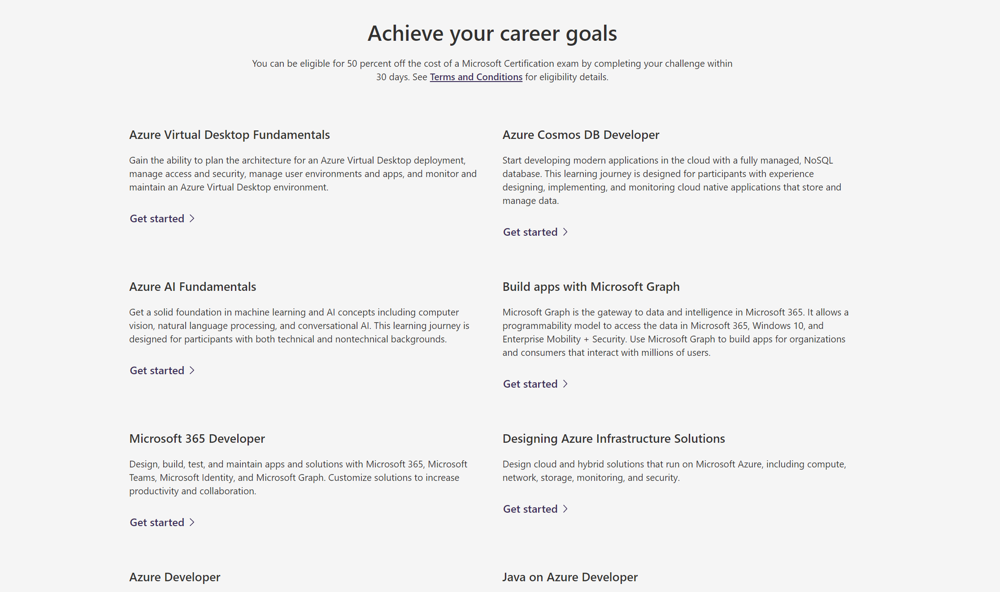 Achieve your career goals
You can be eligible for 50 percent off the cost of a Microsoft Certification exam by completing your challenge within
30 days. See Terms and Conditions for eligibility details.
Azure Virtual Desktop Fundamentals
Gain the ability to plan the architecture for an Azure Virtual Desktop deployment,
manage access and security, manage user environments and apps, and monitor and
maintain an Azure Virtual Desktop environment.
Get started
Azure Cosmos DB Developer
Start developing modern applications in the cloud with a fully managed, NoSQL
database. This learning journey is designed for participants with experience
designing, implementing, and monitoring cloud native applications that store and
manage data.
Get started
Azure AI Fundamentals
Get a solid foundation in machine learning and AI concepts including computer
vision, natural language processing, and conversational AI. This learning journey is
designed for participants with both technical and nontechnical backgrounds.
Get started
Build apps with Microsoft Graph
Microsoft Graph is the gateway to data and intelligence in Microsoft 365. It allows a
programmability model to access the data in Microsoft 365, Windows 10, and
Enterprise Mobility + Security. Use Microsoft Graph to build apps for organizations
and consumers that interact with millions of users.
Get started
Microsoft 365 Developer
Design, build, test, and maintain apps and solutions with Microsoft 365, Microsoft
Teams, Microsoft Identity, and Microsoft Graph. Customize solutions to increase
productivity and collaboration.
Get started
Designing Azure Infrastructure Solutions
Design cloud and hybrid solutions that run on Microsoft Azure, including compute,
network, storage, monitoring, and security.
Get started
Azure Developer
Java on Azure Developer